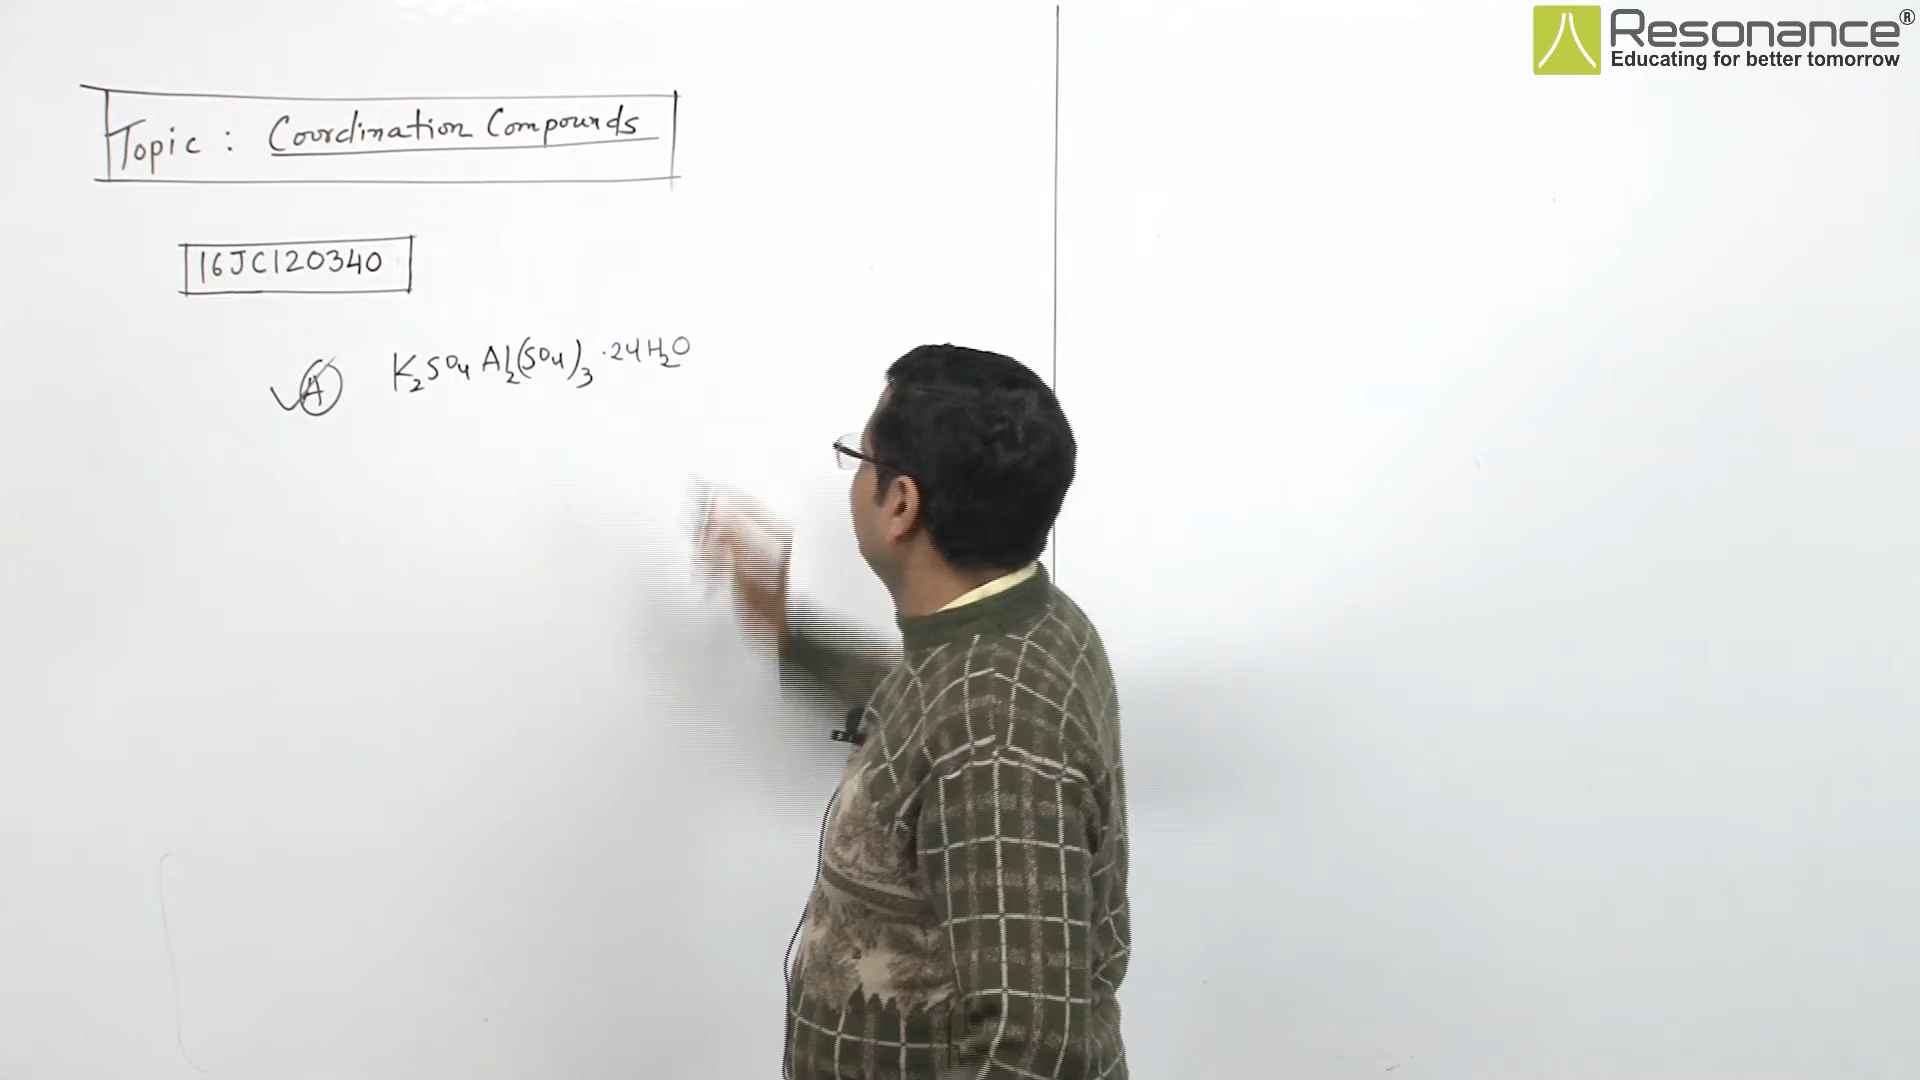 Resonance®
Educating for better tomorrow
Topic : Coordination Compounds
16JC120340
A K₂SO₄ Al₂(SO₄)₃ ·24H₂O